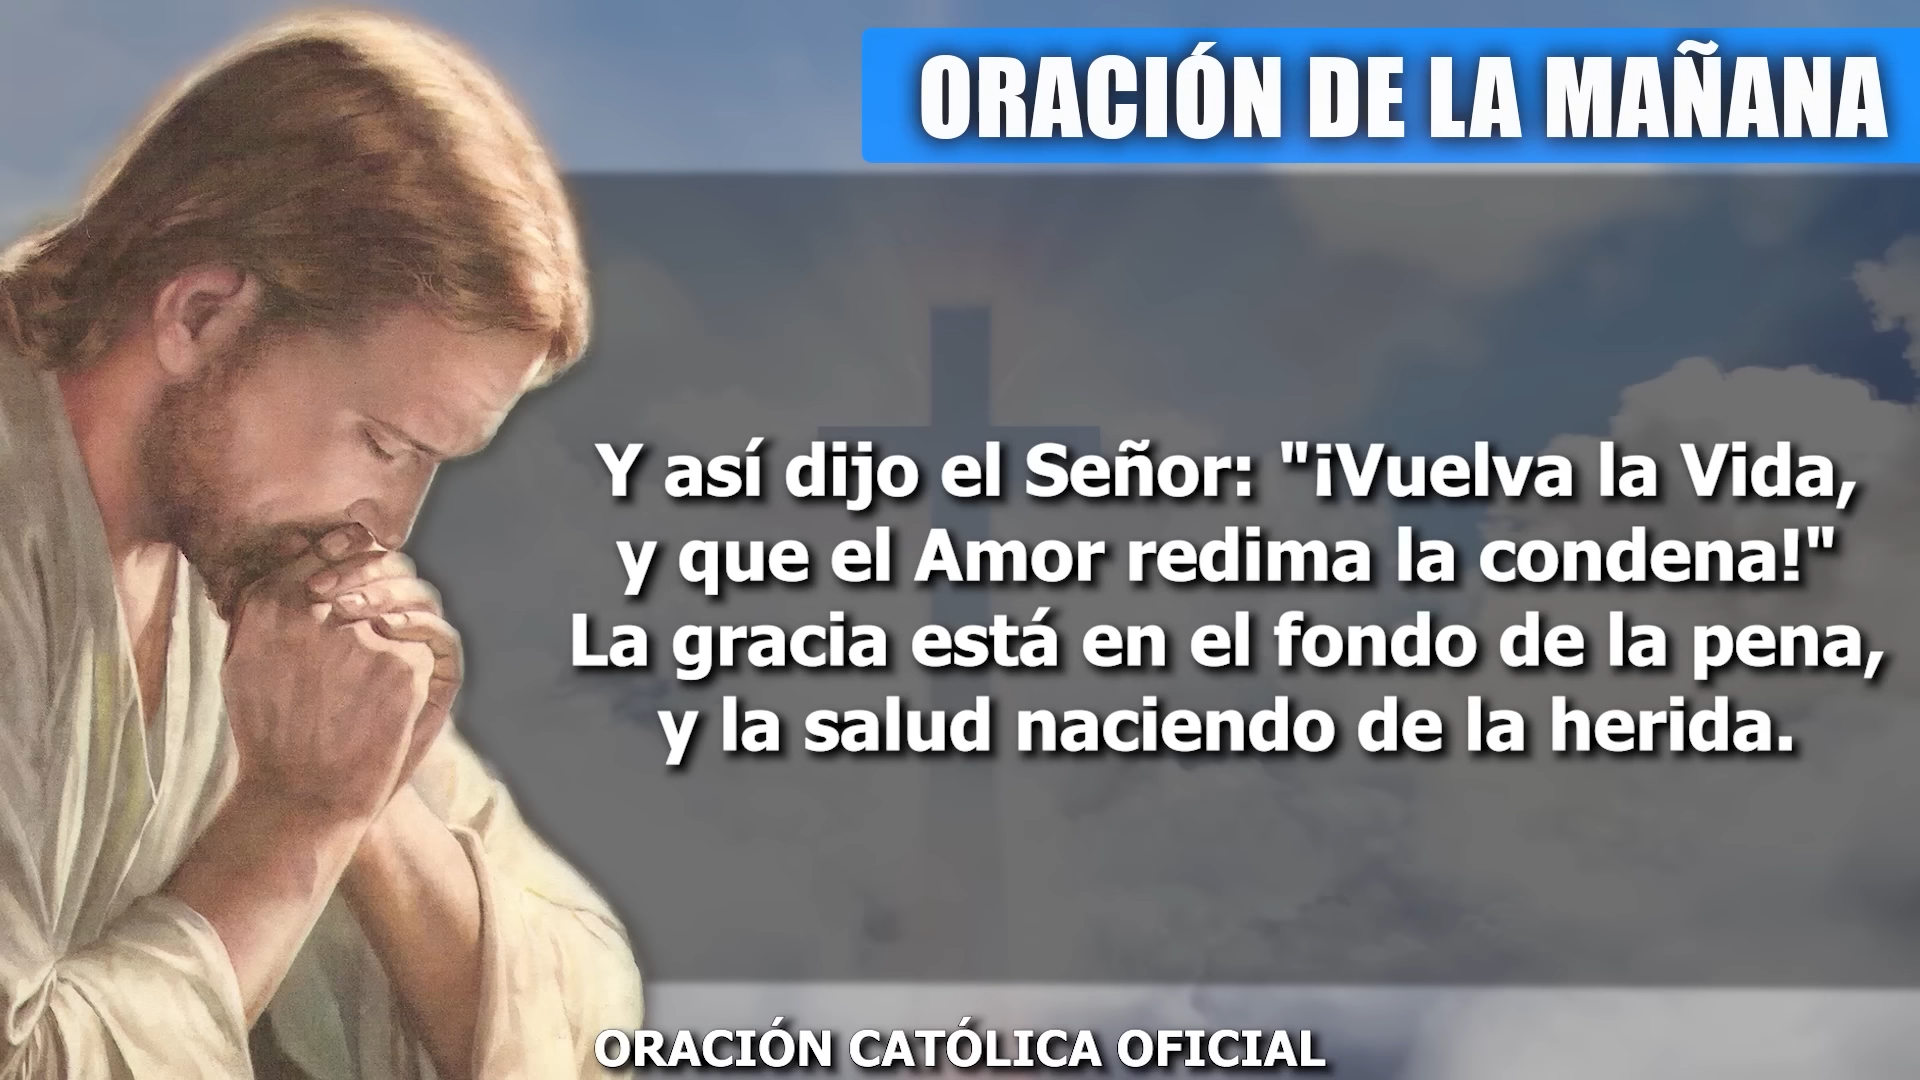 ORACIÓN DE LA MAÑANA
Y así dijo el Señor: "¡Vuelva la Vida,
y que el Amor redima la condena!"
La gracia está en el fondo de la pena,
y la salud naciendo de la herida.
ORACIÓN CATÓLICA OFICIAL